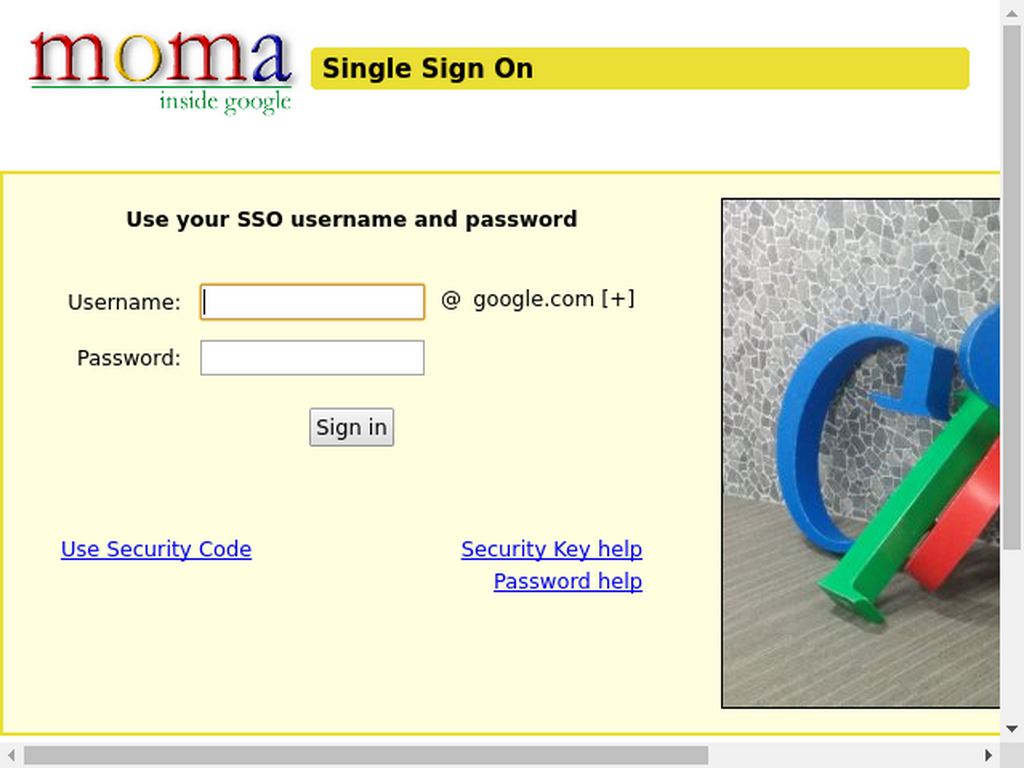 moma
inside google
Single Sign On
Use your SSO username and password
Username: @ google.com [+]
Password:
Sign in
Use Security Code Security Key help
Password help